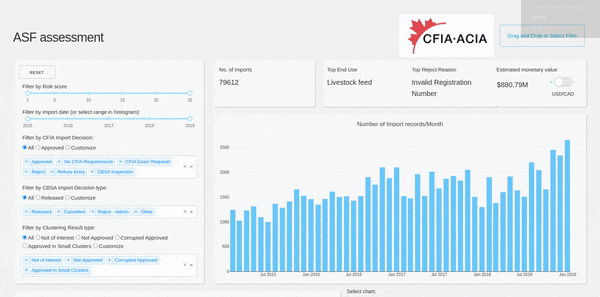 ASF assessment
CFIA·ACIA
Drag and Drop or Select Files
RESET
Filter by Risk score
1 5 10 15 20 25
Filter by import date (or select range in histogram):
2015 2016 2017 2018 2019
Filter by CFIA Import Decision:
All Approved Customize
× Approved × No CFIA Requirements × CFIA Exam Required
× Reject × Refuse Entry × CBSA Inspection
Filter by CBSA Import Decision type:
All Released Customize
× Released × Cancelled × Reject - Admin × Other
Filter by Clustering Result type:
All Not of interest Not Approved Corrupted Approved
Approved in Small Clusters Customize
× Not of interest × Not Approved × Corrupted Approved
× Approved in Small Clusters
No. of Imports
79612
Top End Use
Livestock feed
Top Reject Reason
Invalid Registration
Number
Estimated monetary value
$880.79M
USD/CAD
Number of Import records/Month
2500
2000
1500
1000
500
0
Jul 2015 Jan 2016 Jul 2016 Jan 2017 Jul 2017 Jan 2018 Jul 2018 Jan 2019
Select chart: